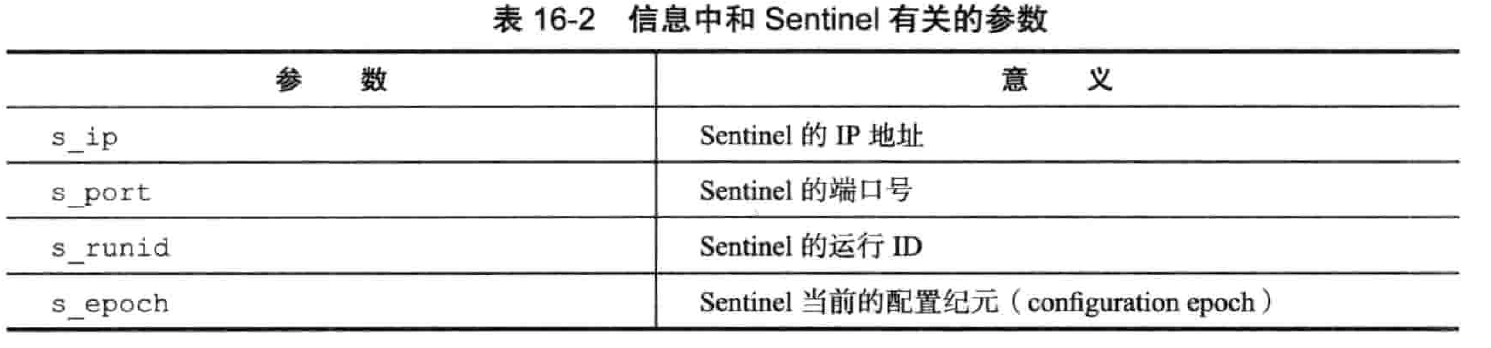 表 16-2 信息中和 Sentinel 有关的参数
参 数 意 义
s_ip Sentinel 的 IP 地址
s_port Sentinel 的端口号
s_runid Sentinel 的运行 ID
s_epoch Sentinel 当前的配置纪元（configuration epoch）